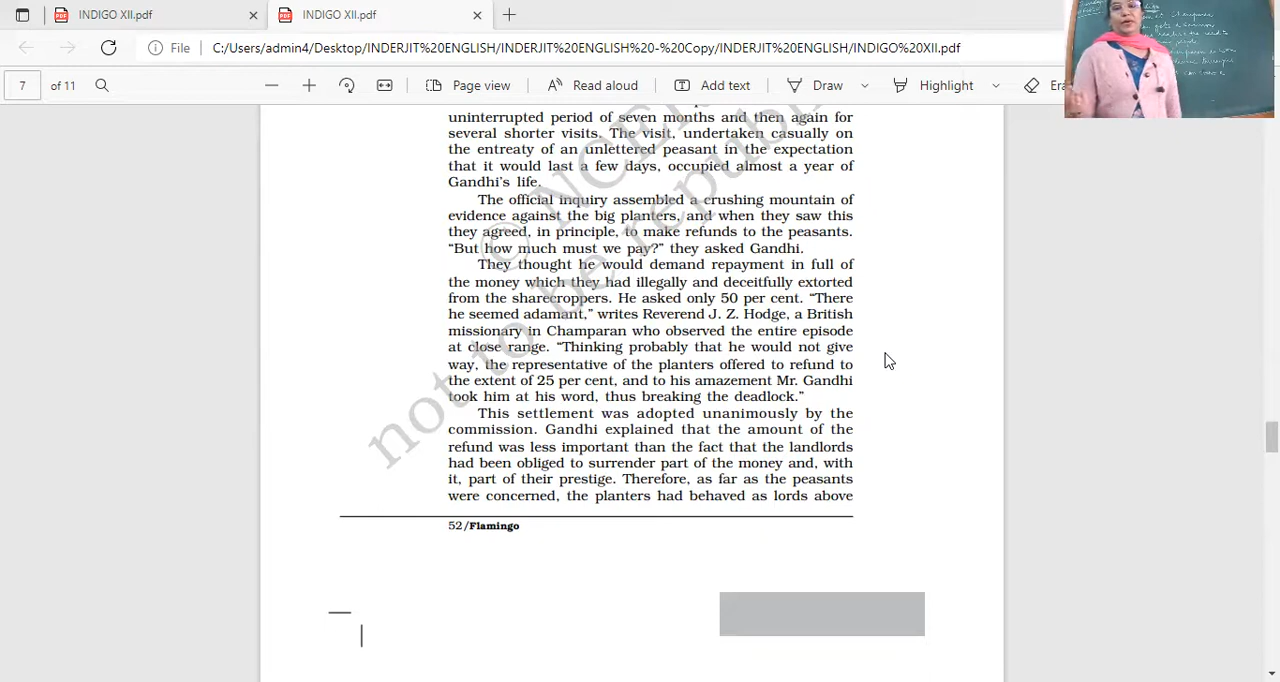 INDIGO XII.pdf
INDIGO XII.pdf
File
C:/Users/admin4/Desktop/INDERJIT%20ENGLISH/INDERJIT%20ENGLISH%20-%20Copy/INDERJIT%20ENGLISH/INDIGO%20XII.pdf
7 of 11
Page view
Read aloud
Add text
Draw
Highlight
uninterrupted period of seven months and then again for
several shorter visits. The visit, undertaken casually on
the entreaty of an unlettered peasant in the expectation
that it would last a few days, occupied almost a year of
Gandhi's life.
The official inquiry assembled a crushing mountain of
evidence against the big planters, and when they saw this
they agreed, in principle, to make refunds to the peasants.
“But how much must we pay?” they asked Gandhi.
They thought he would demand repayment in full of
the money which they had illegally and deceitfully extorted
from the sharecroppers. He asked only 50 per cent. “There
he seemed adamant,” writes Reverend J. Z. Hodge, a British
missionary in Champaran who observed the entire episode
at close range. “Thinking probably that he would not give
way, the representative of the planters offered to refund to
the extent of 25 per cent, and to his amazement Mr. Gandhi
took him at his word, thus breaking the deadlock.”
This settlement was adopted unanimously by the
commission. Gandhi explained that the amount of the
refund was less important than the fact that the landlords
had been obliged to surrender part of the money and, with
it, part of their prestige. Therefore, as far as the peasants
were concerned, the planters had behaved as lords above
52/Flamingo
© NCE
not to be republi